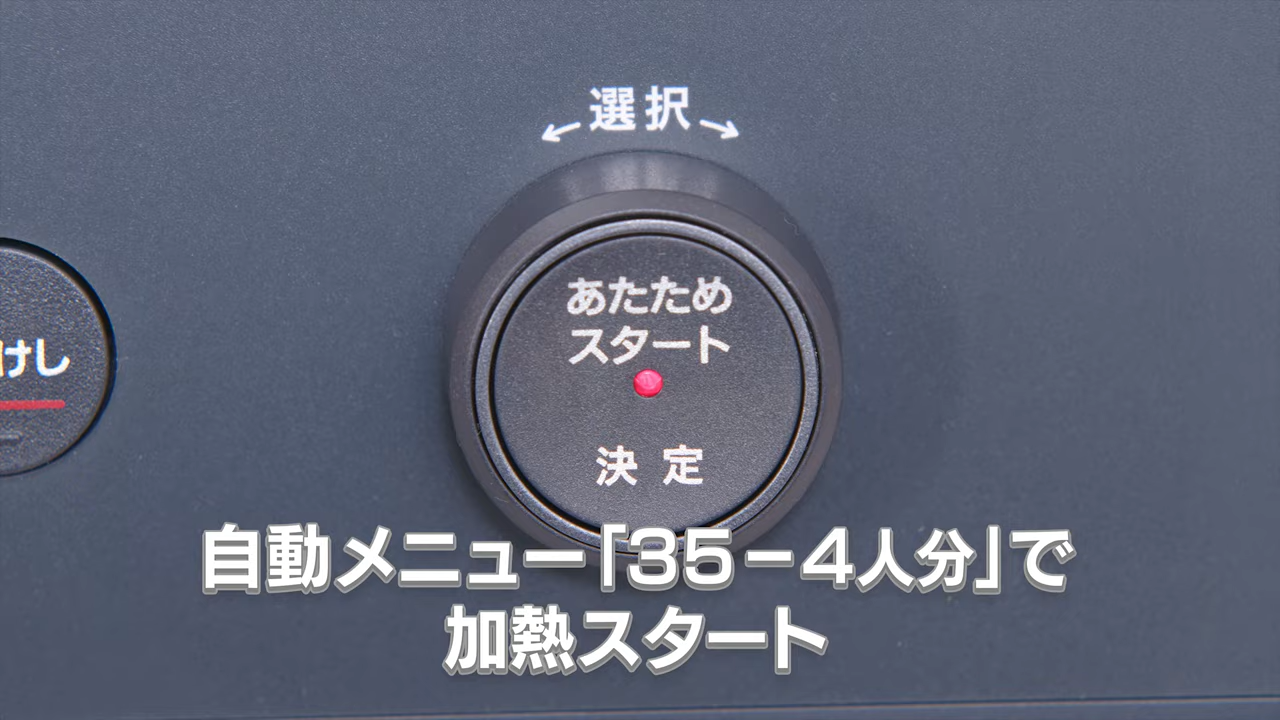 選択
あたため
スタート
けし
決定
自動メニュー「35-4人分」で
加熱スタート